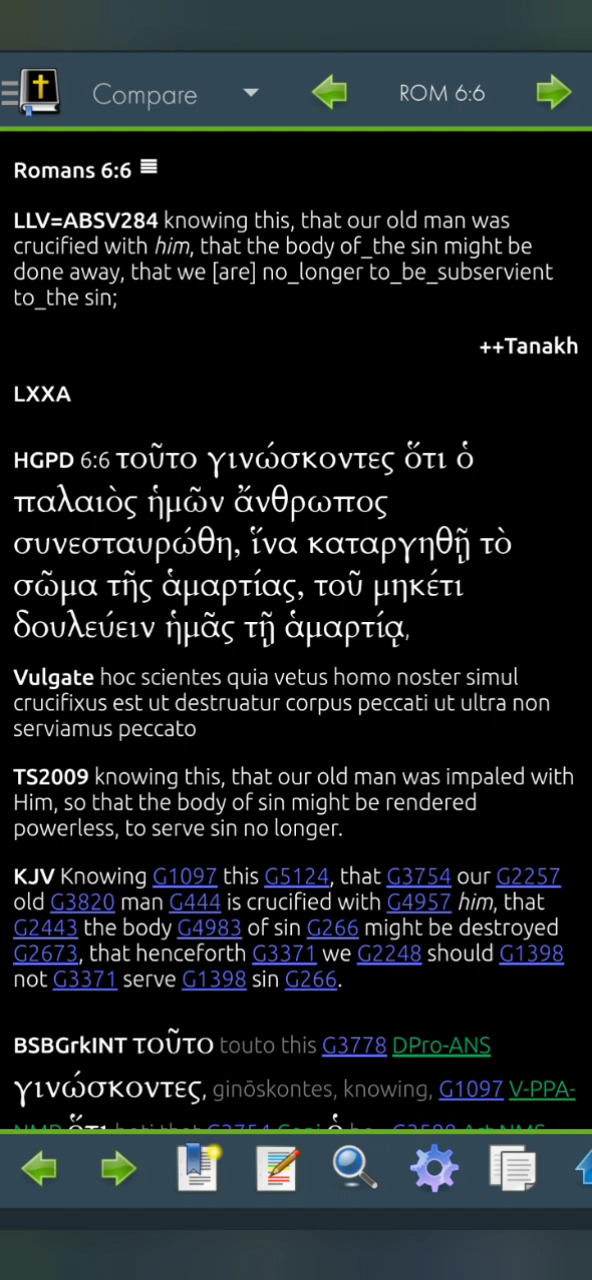 Compare
ROM 6:6
Romans 6:6
LLV=ABSV284 knowing this, that our old man was
crucified with him, that the body of_the sin might be
done away, that we [are] no_longer to_be_subservient
to_the sin;
++Tanakh
LXXA
HGPD 6:6 τοῦτο γινώσκοντες ὅτι ὁ
παλαιὸς ἡμῶν ἄνθρωπος
συνεσταυρώθη, ἵνα καταργηθῇ τὸ
σῶμα τῆς ἁμαρτίας, τοῦ μηκέτι
δουλεύειν ἡμᾶς τῇ ἁμαρτίᾳ,
Vulgate hoc scientes quia vetus homo noster simul
crucifixus est ut destruatur corpus peccati ut ultra non
serviamus peccato
TS2009 knowing this, that our old man was impaled with
Him, so that the body of sin might be rendered
powerless, to serve sin no longer.
KJV Knowing G1097 this G5124, that G3754 our G2257
old G3820 man G444 is crucified with G4957 him, that
G2443 the body G4983 of sin G266 might be destroyed
G2673, that henceforth G3371 we G2248 should G1398
not G3371 serve G1398 sin G266.
BSBGrkINT τοῦτο touto this G3778 DPro-ANS
γινώσκοντες, ginōskontes, knowing, G1097 V-PPA-